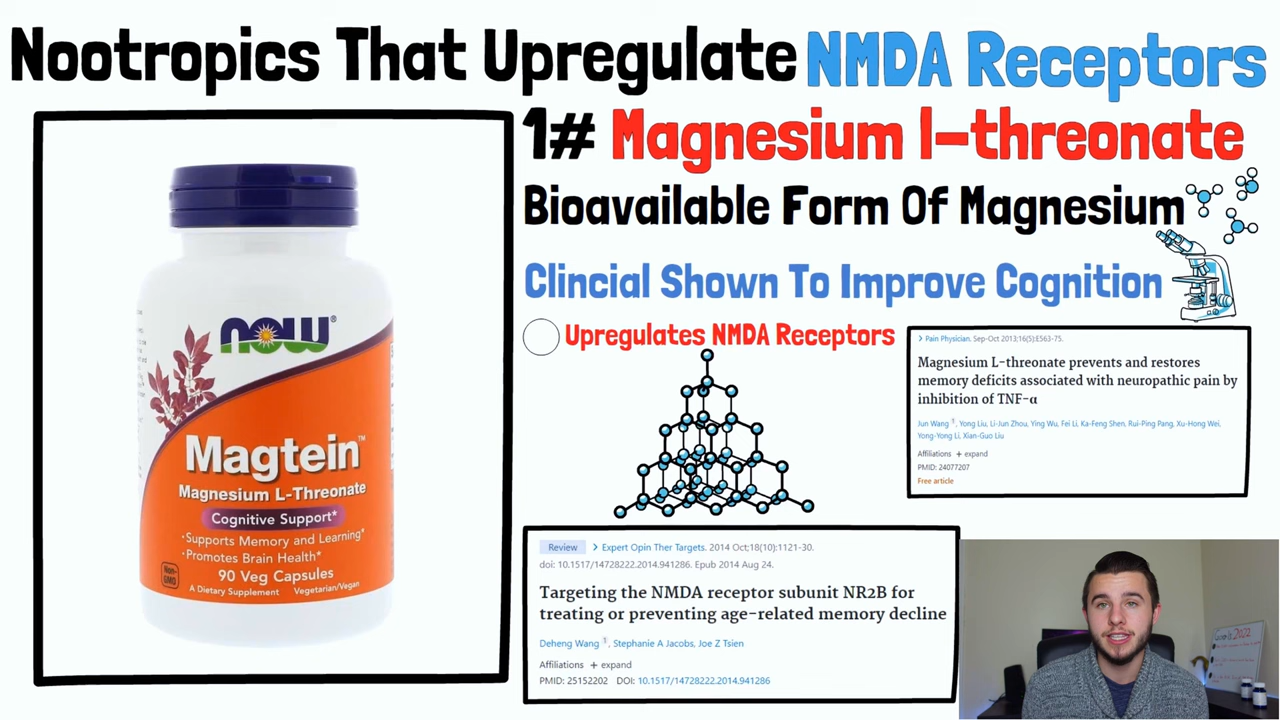 Nootropics That Upregulate NMDA Receptors
1# Magnesium l-threonate
Bioavailable Form Of Magnesium
Clincial Shown To Improve Cognition
Upregulates NMDA Receptors
NOW®
Magtein™
Magnesium L-Threonate
Cognitive Support*
·Supports Memory and Learning*
·Promotes Brain Health*
Non-GMO
90 Veg Capsules
A Dietary Supplement Vegetarian/Vegan
> Pain Physician. Sep-Oct 2013;16(5):E563-75.
Magnesium L-threonate prevents and restores
memory deficits associated with neuropathic pain by
inhibition of TNF-α
Jun Wang 1, Yong Liu, Li-Jun Zhou, Ying Wu, Fei Li, Ka-Feng Shen, Rui-Ping Pang, Xu-Hong Wei,
Yong-Yong Li, Xian-Guo Liu
Affiliations + expand
PMID: 24077207
Free article
Review > Expert Opin Ther Targets. 2014 Oct;18(10):1121-30.
doi: 10.1517/14728222.2014.941286. Epub 2014 Aug 24.
Targeting the NMDA receptor subunit NR2B for
treating or preventing age-related memory decline
Deheng Wang 1, Stephanie A Jacobs, Joe Z Tsien
Affiliations + expand
PMID: 25152202 DOI: 10.1517/14728222.2014.941286